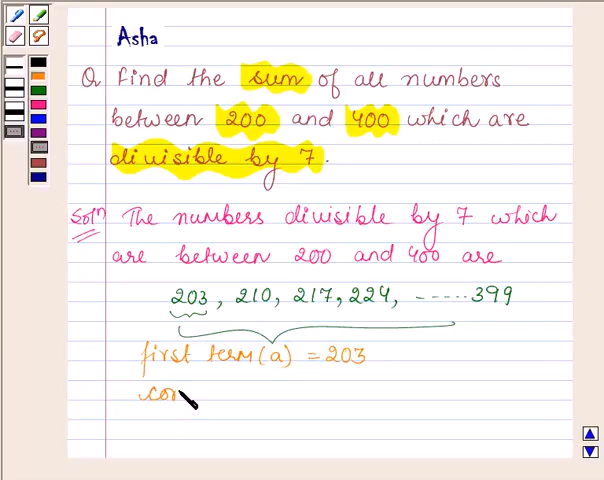 Asha
Q Find the sum of all numbers
between 200 and 400 which are
divisible by 7.
Soln The numbers divisible by 7 which
are between 200 and 400 are
203, 210, 217, 224, ------399
first term (a) = 203
com